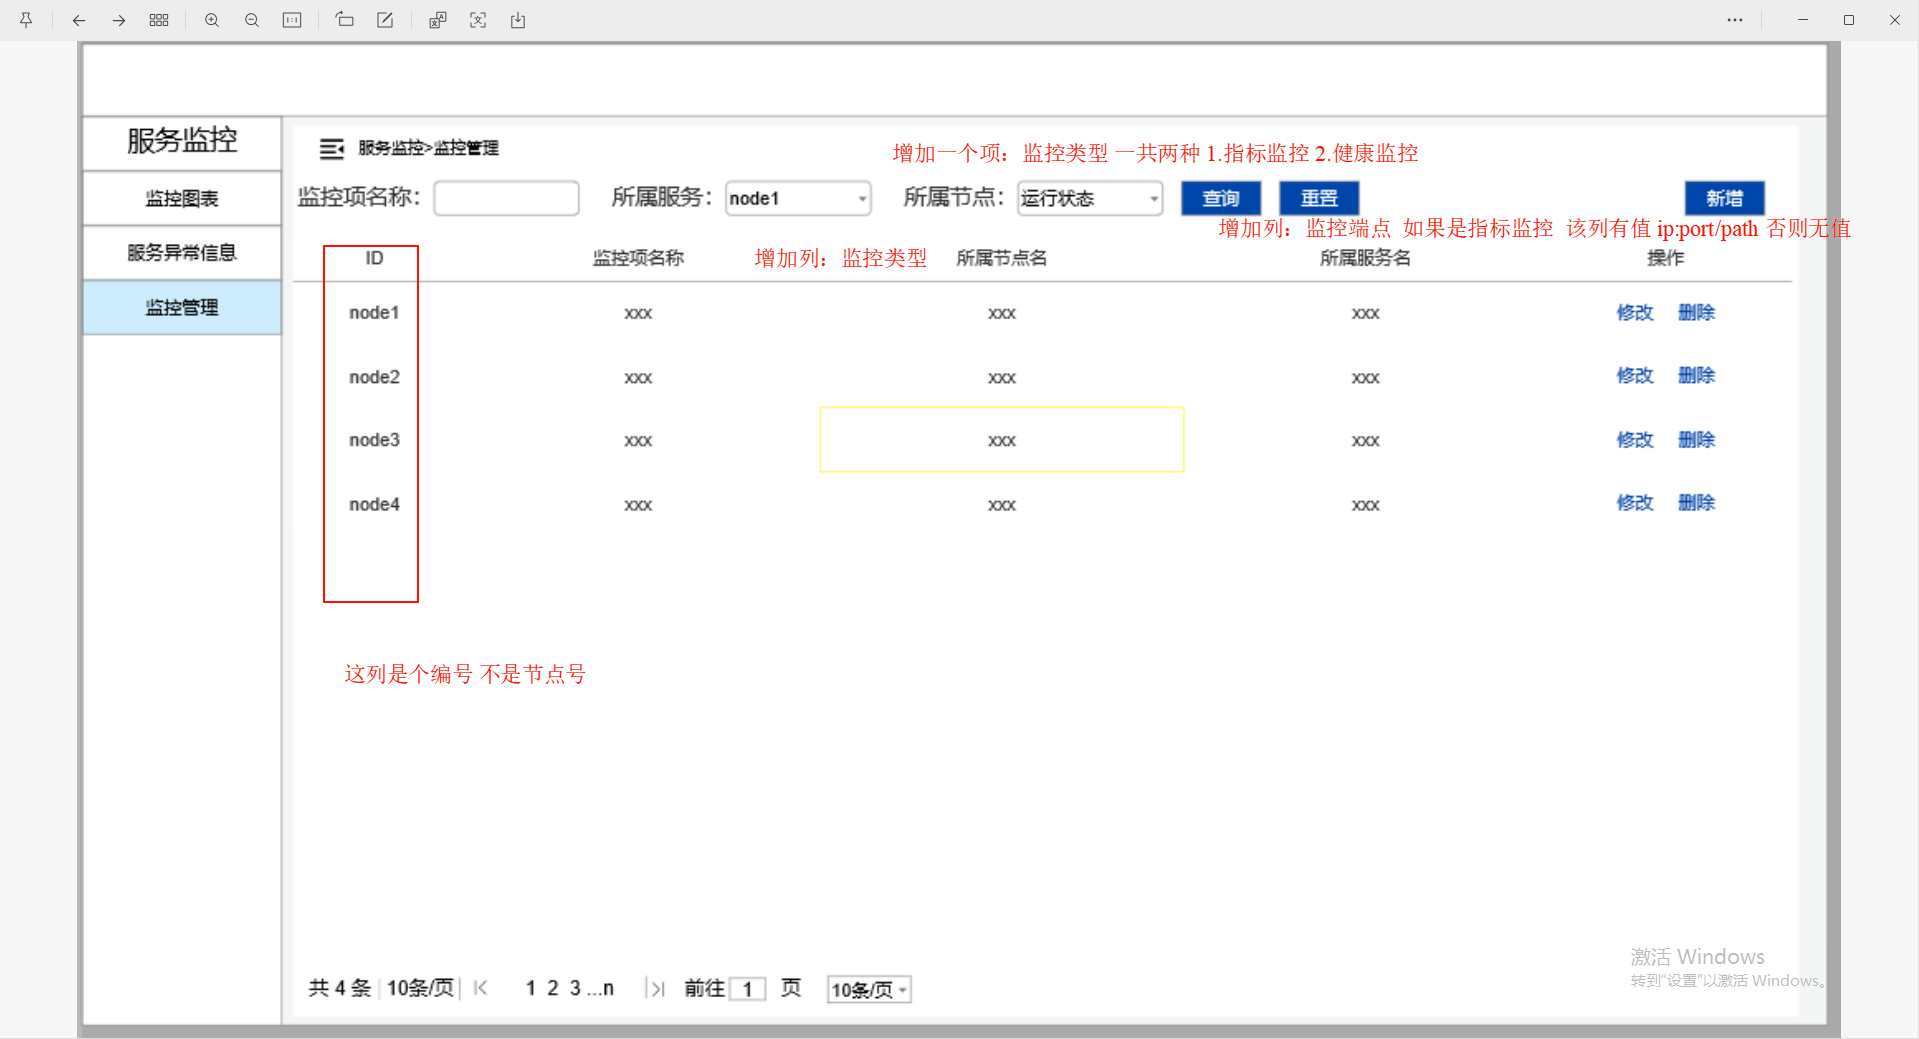 服务监控
监控图表
服务异常信息
监控管理
服务监控>监控管理
增加一个项：监控类型 一共两种 1.指标监控 2.健康监控
监控项名称： 所属服务： node1 所属节点： 运行状态 查询 重置 新增
增加列：监控端点 如果是指标监控 该列有值 ip:port/path 否则无值
ID 监控项名称 增加列：监控类型 所属节点名 所属服务名 操作
node1 xxx xxx xxx 修改 删除
node2 xxx xxx xxx 修改 删除
node3 xxx xxx xxx 修改 删除
node4 xxx xxx xxx 修改 删除
这列是个编号 不是节点号
共 4 条 10条/页 1 2 3 ...n 前往 1 页 10条/页
激活 Windows
转到"设置"以激活 Windows。